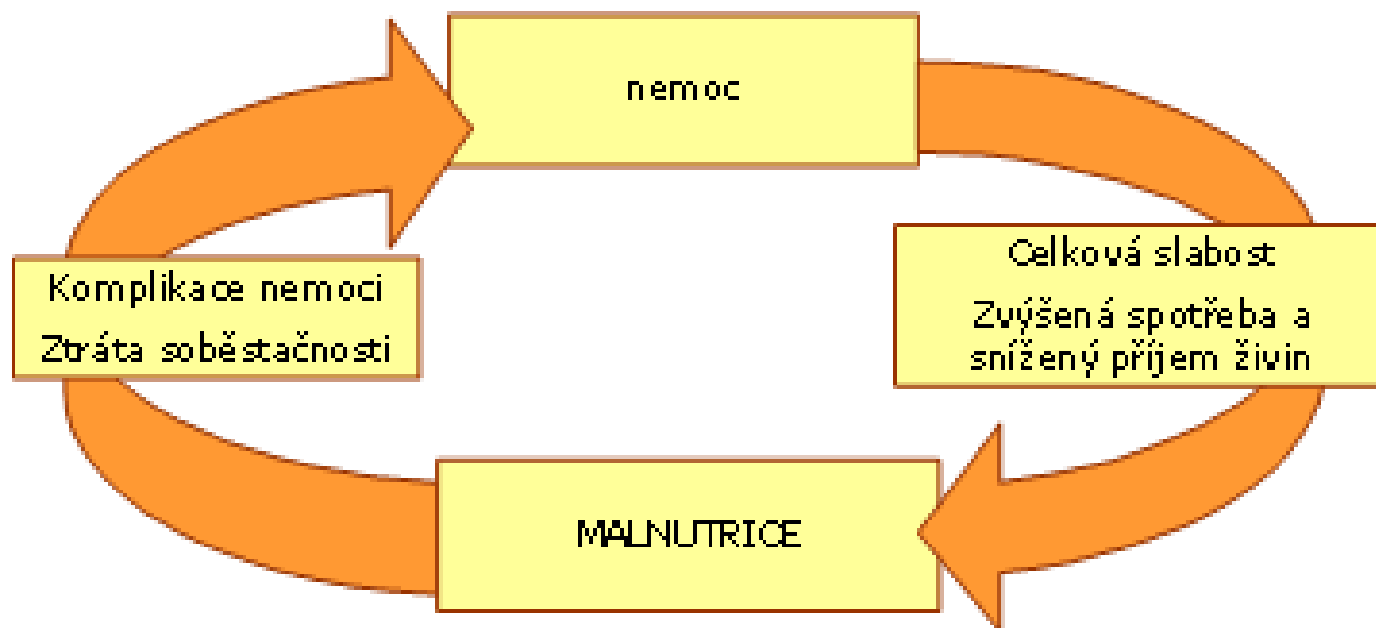 nemoc
Celková slabost
Zvýšená spotřeba a
snížený příjem živin
Komplikace nemoci
Ztráta soběstačnosti
MALNUTRICE